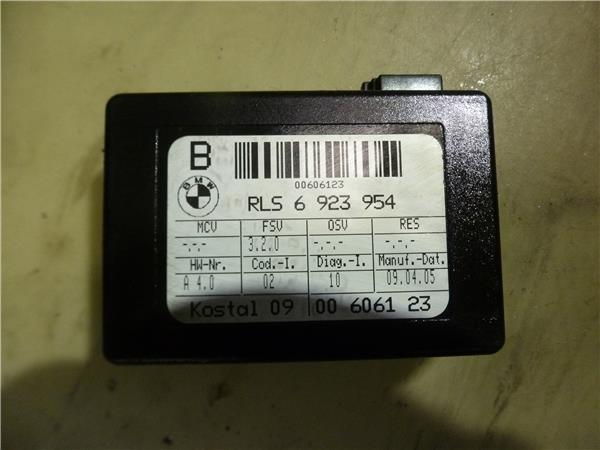 B
BMW
00606123
RLS 6 923 954
MCV FSV OSV RES
-.- 3.2.0 -.- -.-
HW-Nr. Cod.-I. Diag.-I. Manuf.-Dat.
A 4.0 02 10 09.04.05
Kostal 09 00 6061 23